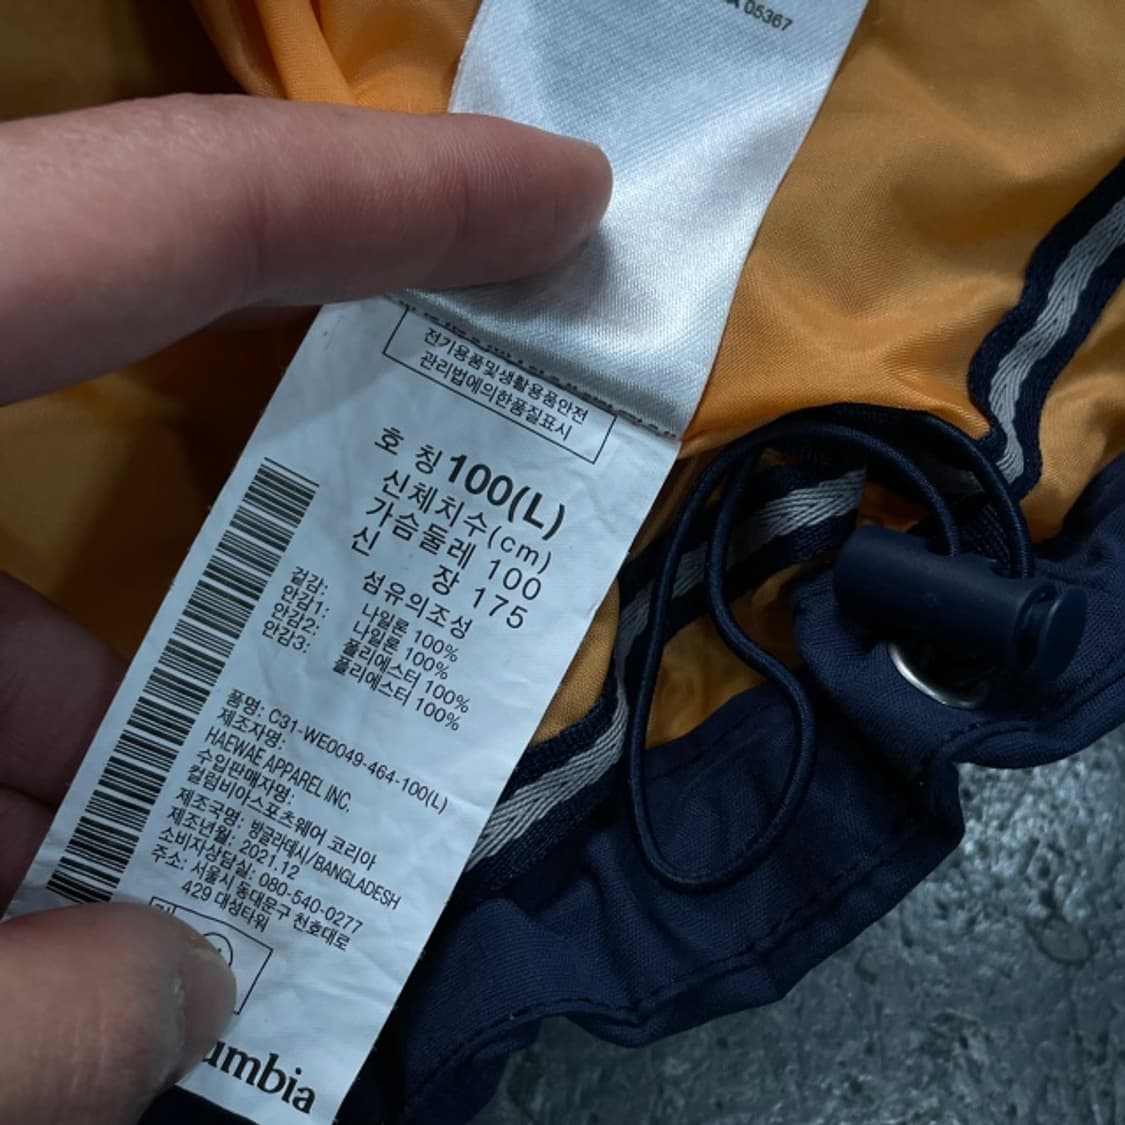 05367
전기용품및생활용품안전
관리법에의한품질표시
호 칭 100(L)
신체치수(cm)
가슴둘레 100
신 장 175
섬유의조성
겉감: 나일론 100%
안감1: 나일론 100%
안감2: 폴리에스터 100%
안감3: 폴리에스터 100%
품명: C31-WE0049-464-100(L)
제조자명:
HAEWAE APPAREL INC.
수입판매자명:
컬럼비아스포츠웨어 코리아
제조국명: 방글라데시/BANGLADESH
제조년월: 2021.12
소비자상담실: 080-540-0277
주소: 서울시 동대문구 천호대로
429 대성타워
umbia